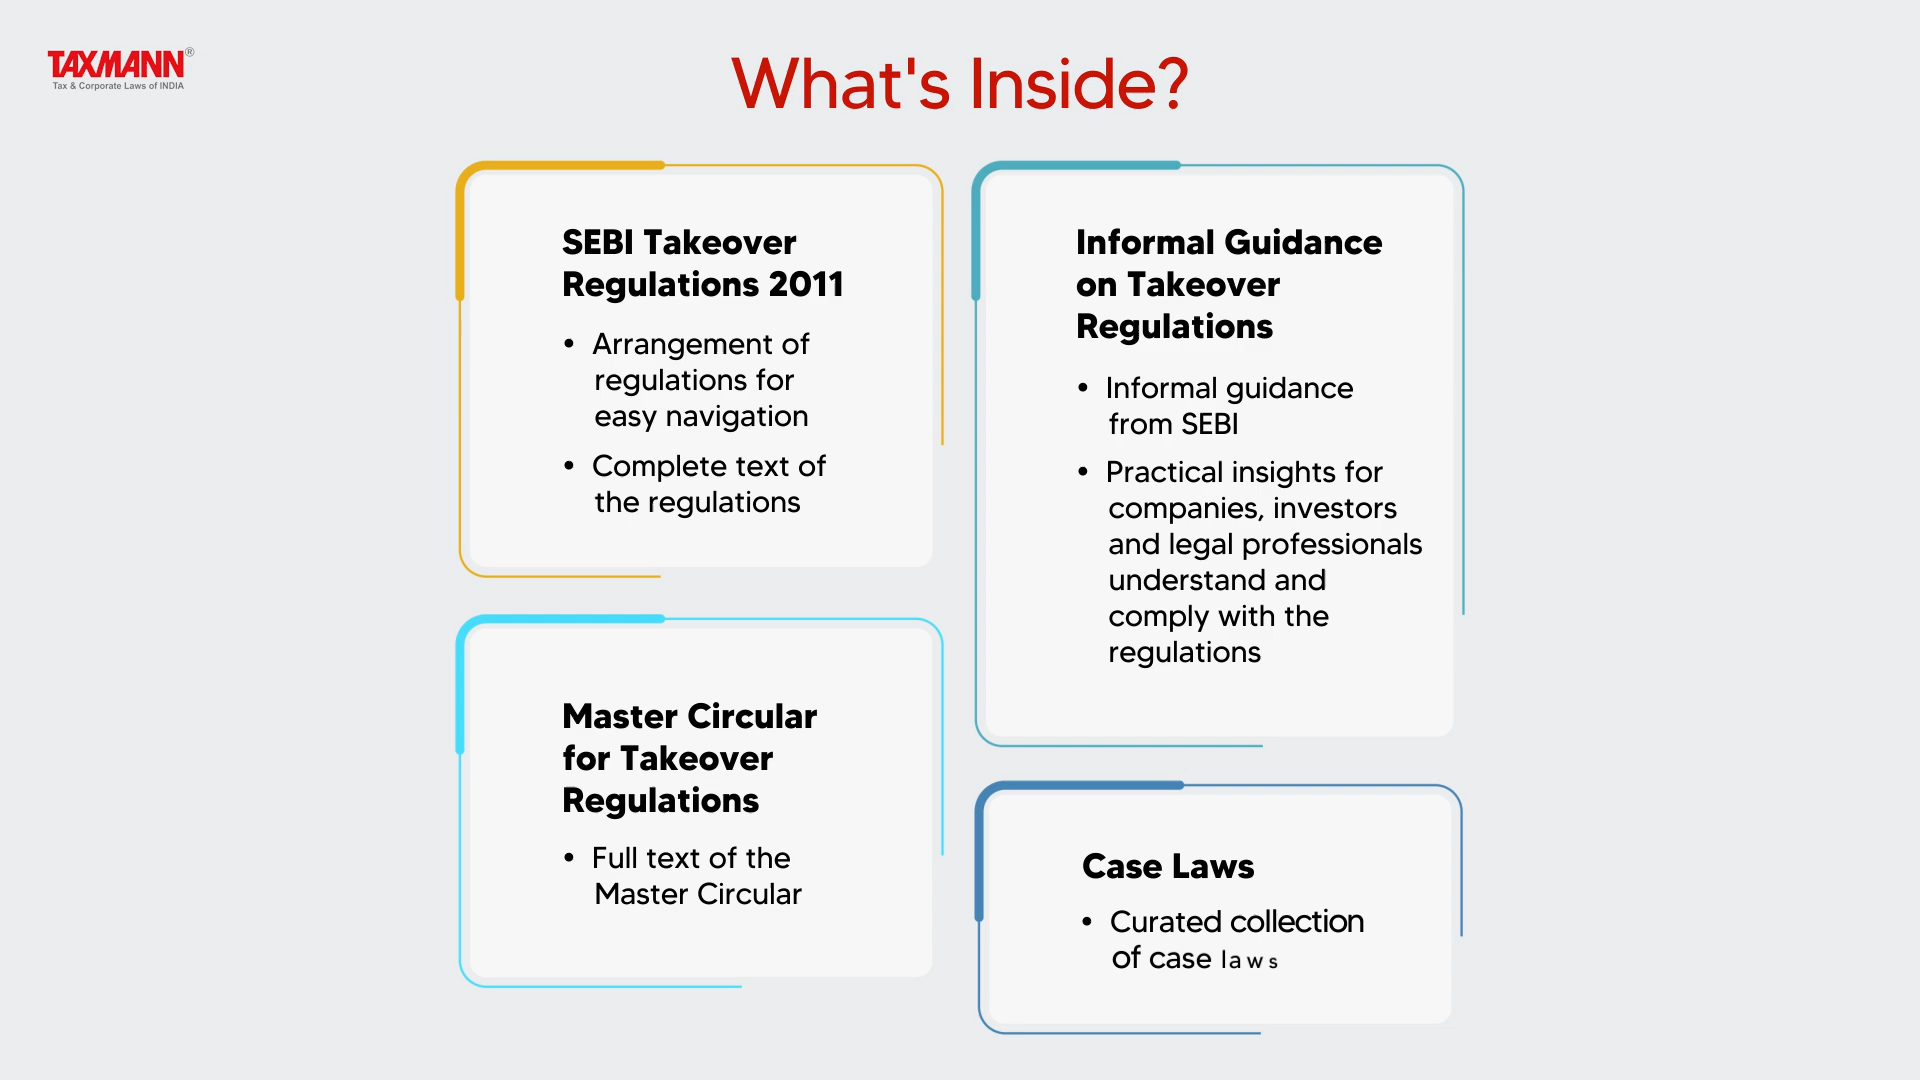 TAXMANN®
Tax & Corporate Laws of INDIA
What's Inside?
SEBI Takeover
Regulations 2011
• Arrangement of
regulations for
easy navigation
• Complete text of
the regulations
Master Circular
for Takeover
Regulations
• Full text of the
Master Circular
Informal Guidance
on Takeover
Regulations
• Informal guidance
from SEBI
• Practical insights for
companies, investors
and legal professionals
understand and
comply with the
regulations
Case Laws
• Curated collection
of case laws